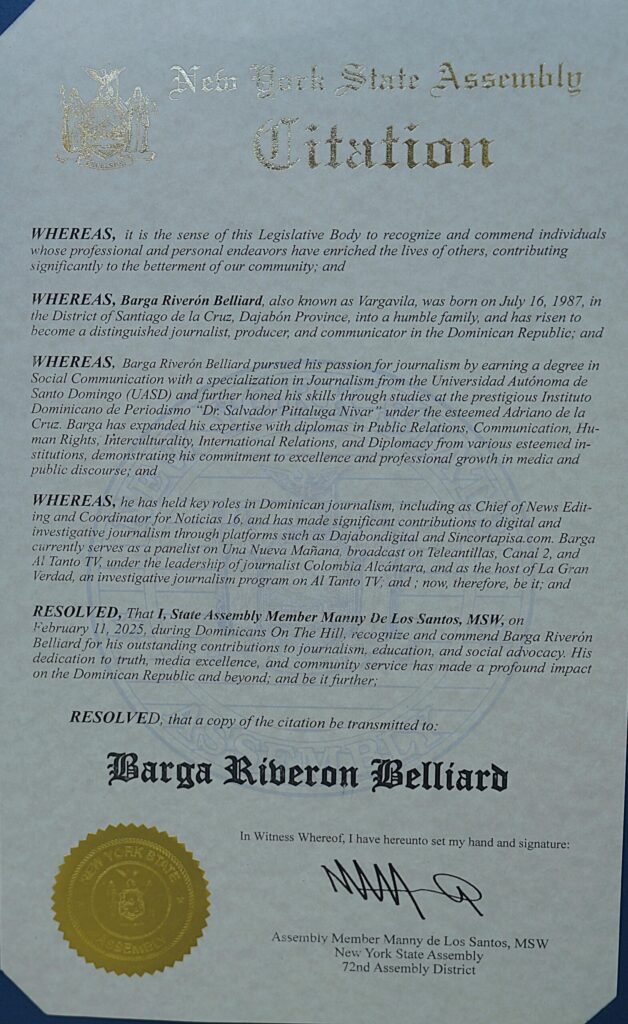 New York State Assembly
Citation
WHEREAS, it is the sense of this Legislative Body to recognize and commend individuals
whose professional and personal endeavors have enriched the lives of others, contributing
significantly to the betterment of our community; and
WHEREAS, Barga Riverón Belliard, also known as Vargavila, was born on July 16, 1987, in
the District of Santiago de la Cruz, Dajabón Province, into a humble family, and has risen to
become a distinguished journalist, producer, and communicator in the Dominican Republic; and
WHEREAS, Barga Riverón Belliard pursued his passion for journalism by earning a degree in
Social Communication with a specialization in Journalism from the Universidad Autónoma de
Santo Domingo (UASD) and further honed his skills through studies at the prestigious Instituto
Dominicano de Periodismo "Dr. Salvador Pittaluga Nivar" under the esteemed Adriano de la
Cruz. Barga has expanded his expertise with diplomas in Public Relations, Communication, Hu-
man Rights, Interculturality, International Relations, and Diplomacy from various esteemed in-
stitutions, demonstrating his commitment to excellence and professional growth in media and
public discourse; and
WHEREAS, he has held key roles in Dominican journalism, including as Chief of News Edit-
ing and Coordinator for Noticias 16, and has made significant contributions to digital and
investigative journalism through platforms such as Dajabondigital and Sincortapisa.com. Barga
currently serves as a panelist on Una Nueva Mañana, broadcast on Teleantillas, Canal 2, and
Al Tanto TV, under the leadership of journalist Colombia Alcántara, and as the host of La Gran
Verdad, an investigative journalism program on Al Tanto TV; and ; now, therefore, be it; and
RESOLVED, That I, State Assembly Member Manny De Los Santos, MSW, on
February 11, 2025, during Dominicans On The Hill, recognize and commend Barga Riverón
Belliard for his outstanding contributions to journalism, education, and social advocacy. His
dedication to truth, media excellence, and community service has made a profound impact
on the Dominican Republic and beyond; and be it further;
RESOLVED, that a copy of the citation be transmitted to:
Barga Riveron Belliard
In Witness Whereof, I have hereunto set my hand and signature:
NEW YORK STATE
ASSEMBLY
Assembly Member Manny de Los Santos, MSW
New York State Assembly
72nd Assembly District